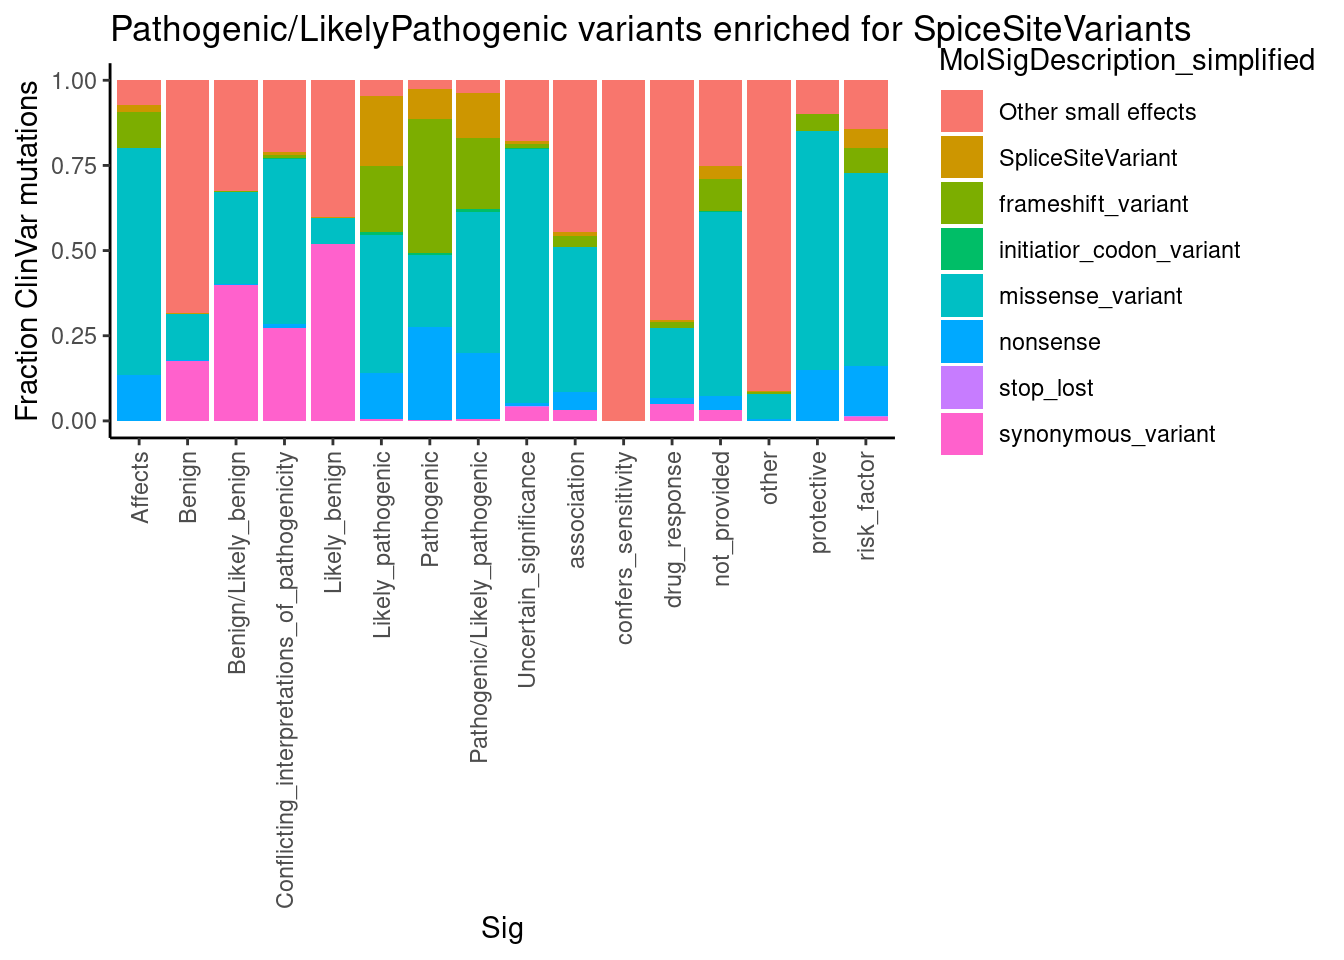 Pathogenic/LikelyPathogenic variants enriched for SpiceSiteVariants
MolSigDescription_simplified
Other small effects
SpliceSiteVariant
frameshift_variant
initiatior_codon_variant
missense_variant
nonsense
stop_lost
synonymous_variant
Fraction ClinVar mutations
1.00
0.75
0.50
0.25
0.00
Affects
Benign
Benign/Likely_benign
Conflicting_interpretations_of_pathogenicity
Likely_benign
Likely_pathogenic
Pathogenic
Pathogenic/Likely_pathogenic
Uncertain_significance
association
confers_sensitivity
drug_response
not_provided
other
protective
risk_factor
Sig